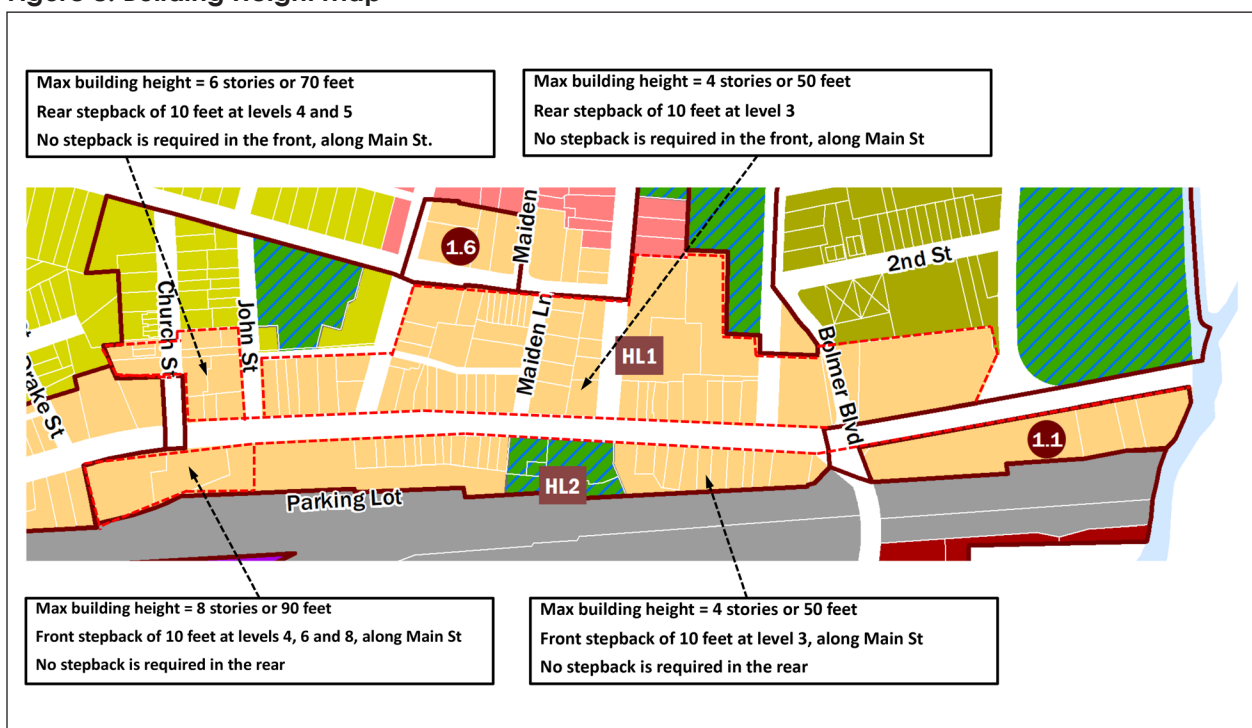 Figure 8. Building Height Map
Max building height = 6 stories or 70 feet
Rear stepback of 10 feet at levels 4 and 5
No stepback is required in the front, along Main St.
Max building height = 4 stories or 50 feet
Rear stepback of 10 feet at level 3
No stepback is required in the front, along Main St
1.6
Maiden
2nd St
Church St
John St
Maiden Ln
HL1
Bolmer Blvd
St
Drake St
1.1
HL2
Parking Lot
Max building height = 8 stories or 90 feet
Front stepback of 10 feet at levels 4, 6 and 8, along Main St
No stepback is required in the rear
Max building height = 4 stories or 50 feet
Front stepback of 10 feet at level 3, along Main St
No stepback is required in the rear